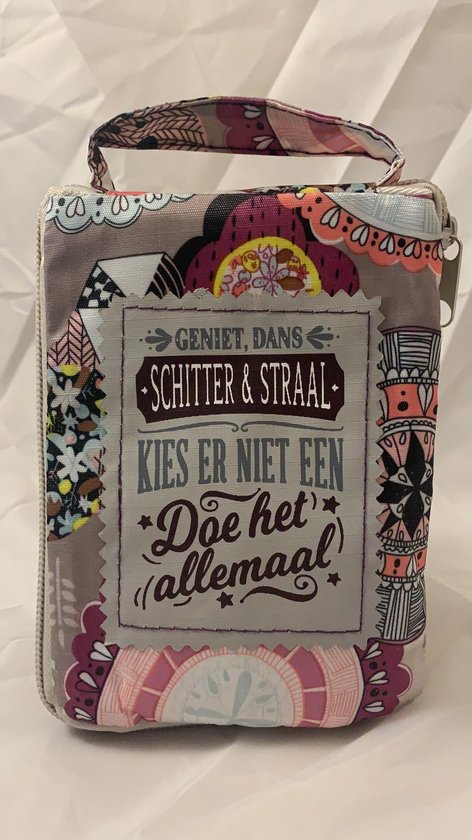 GENIET, DANS
SCHITTER & STRAAL
KIES ER NIET EEN
Doe het
allemaal